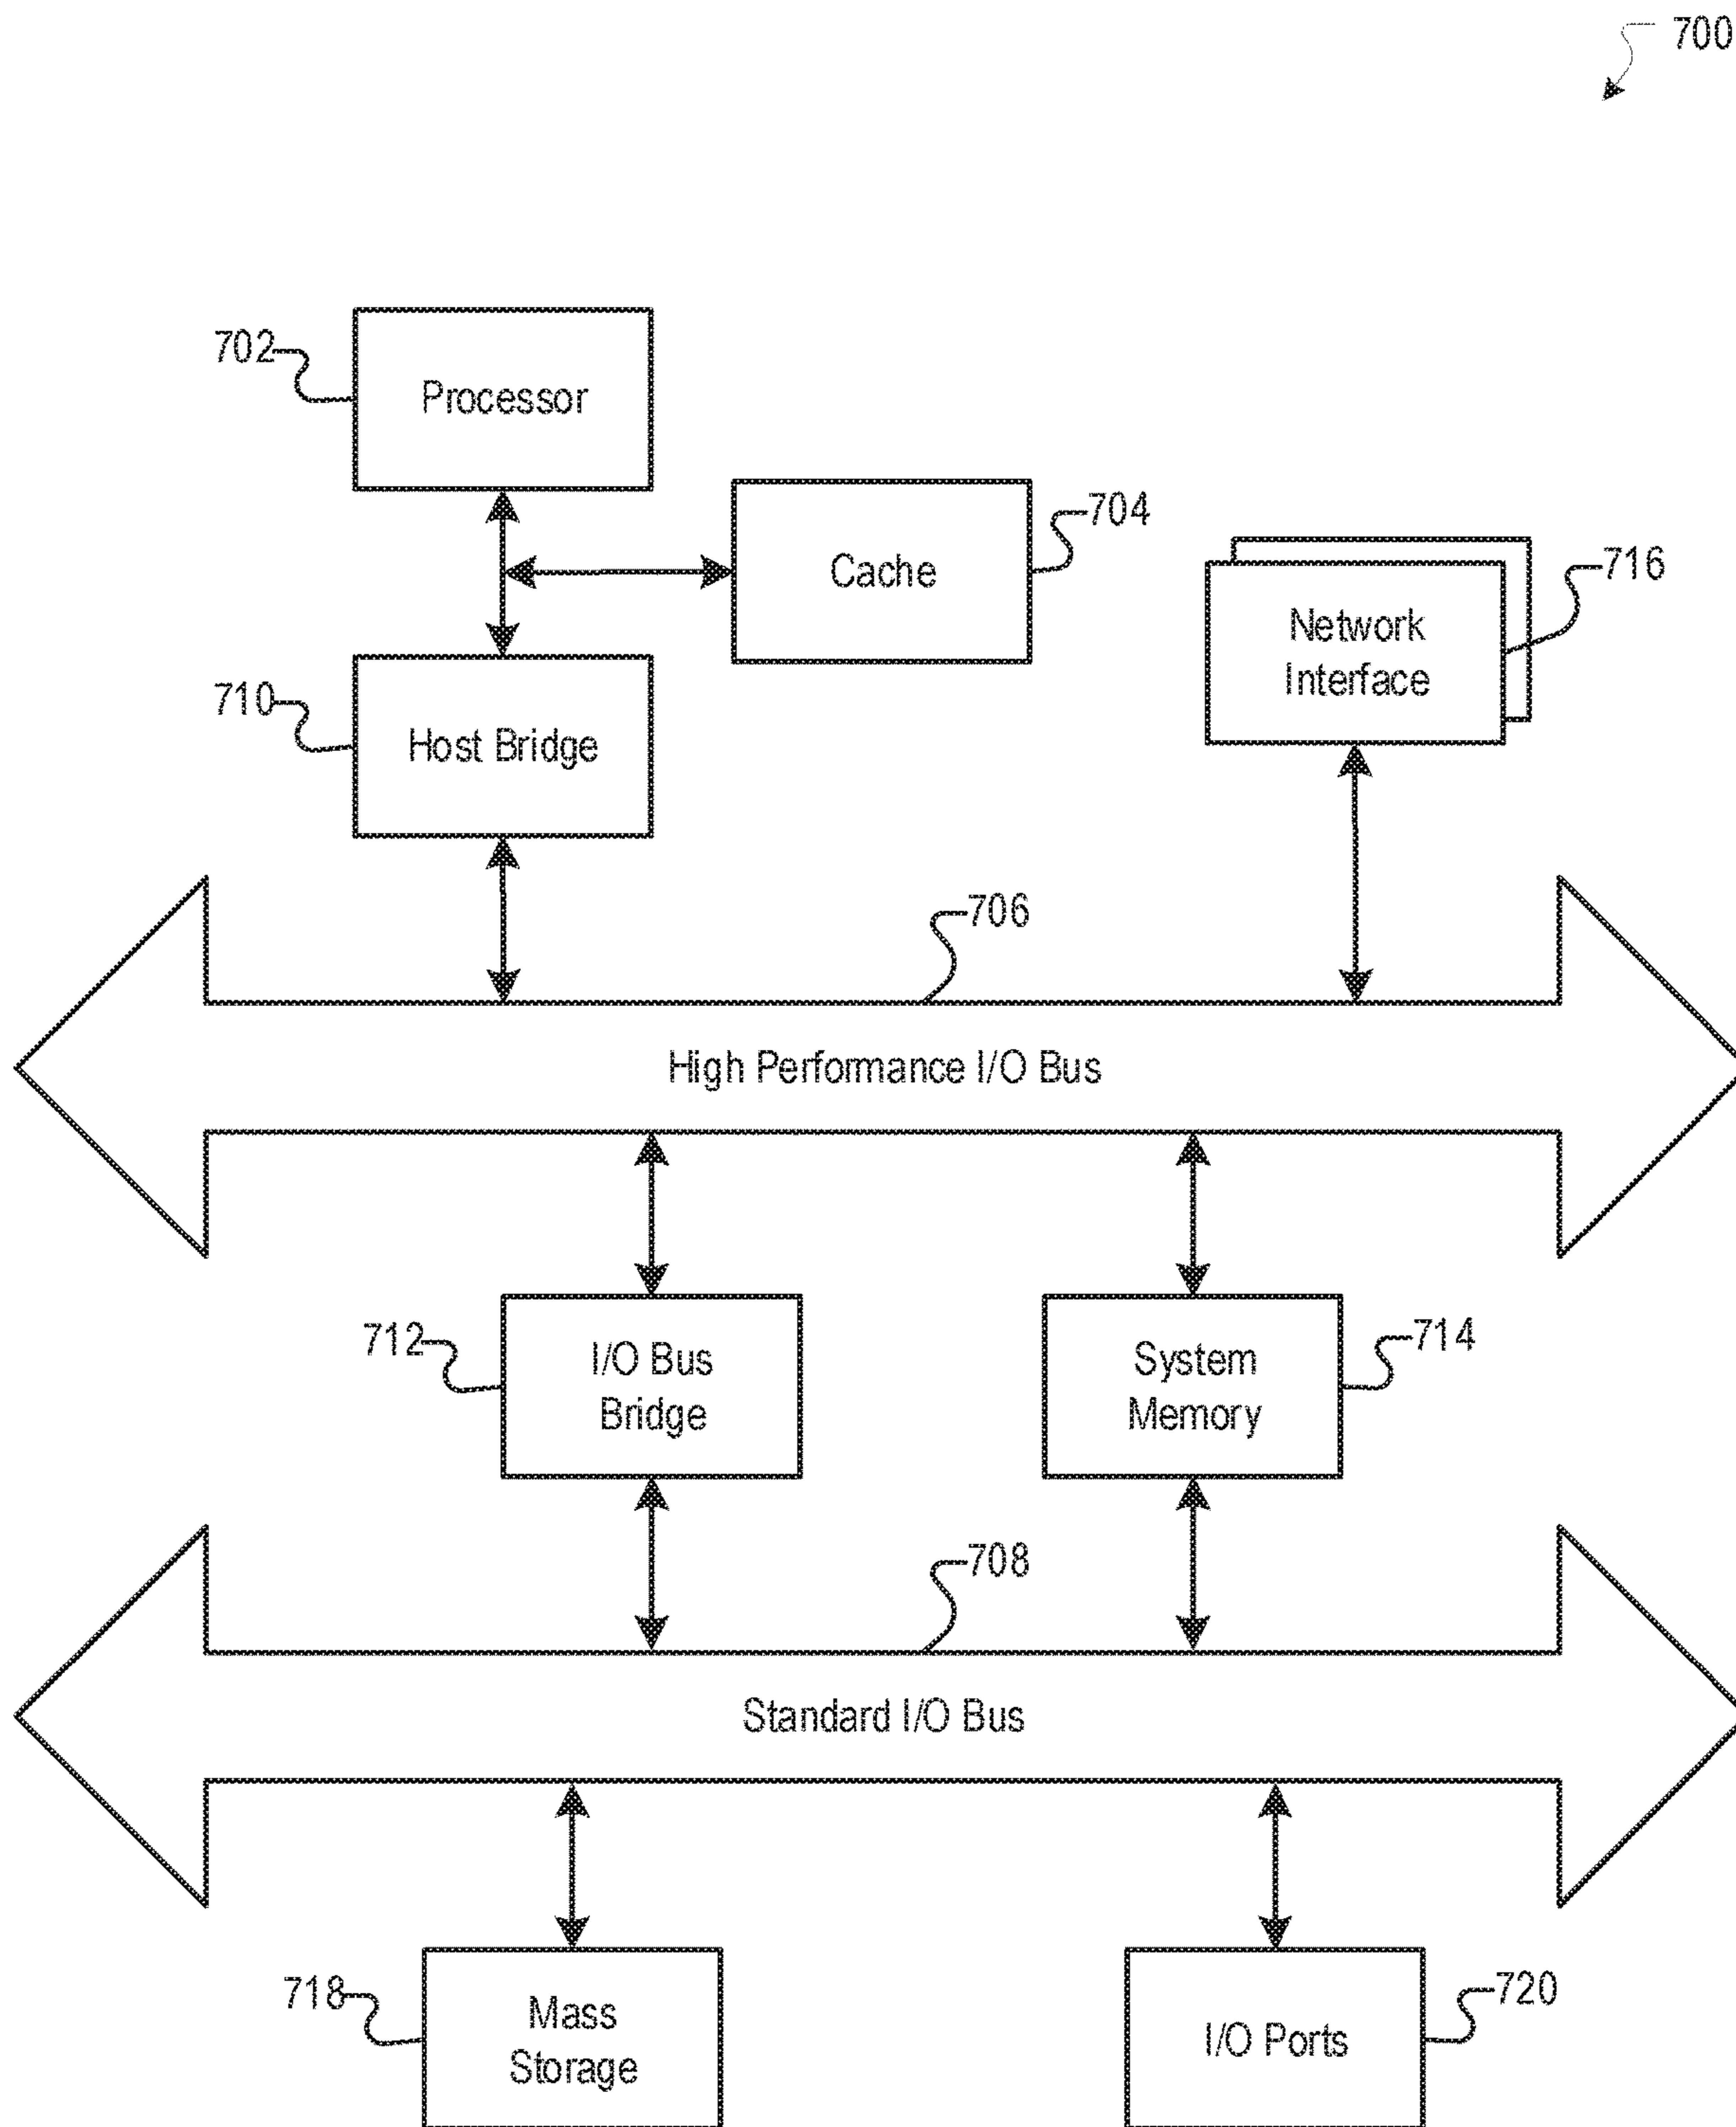 700
702
Processor
704
Cache
716
Network
Interface
710
Host Bridge
706
High Performance I/O Bus
712
I/O Bus
Bridge
System
Memory
714
708
Standard I/O Bus
718
Mass
Storage
I/O Ports
720